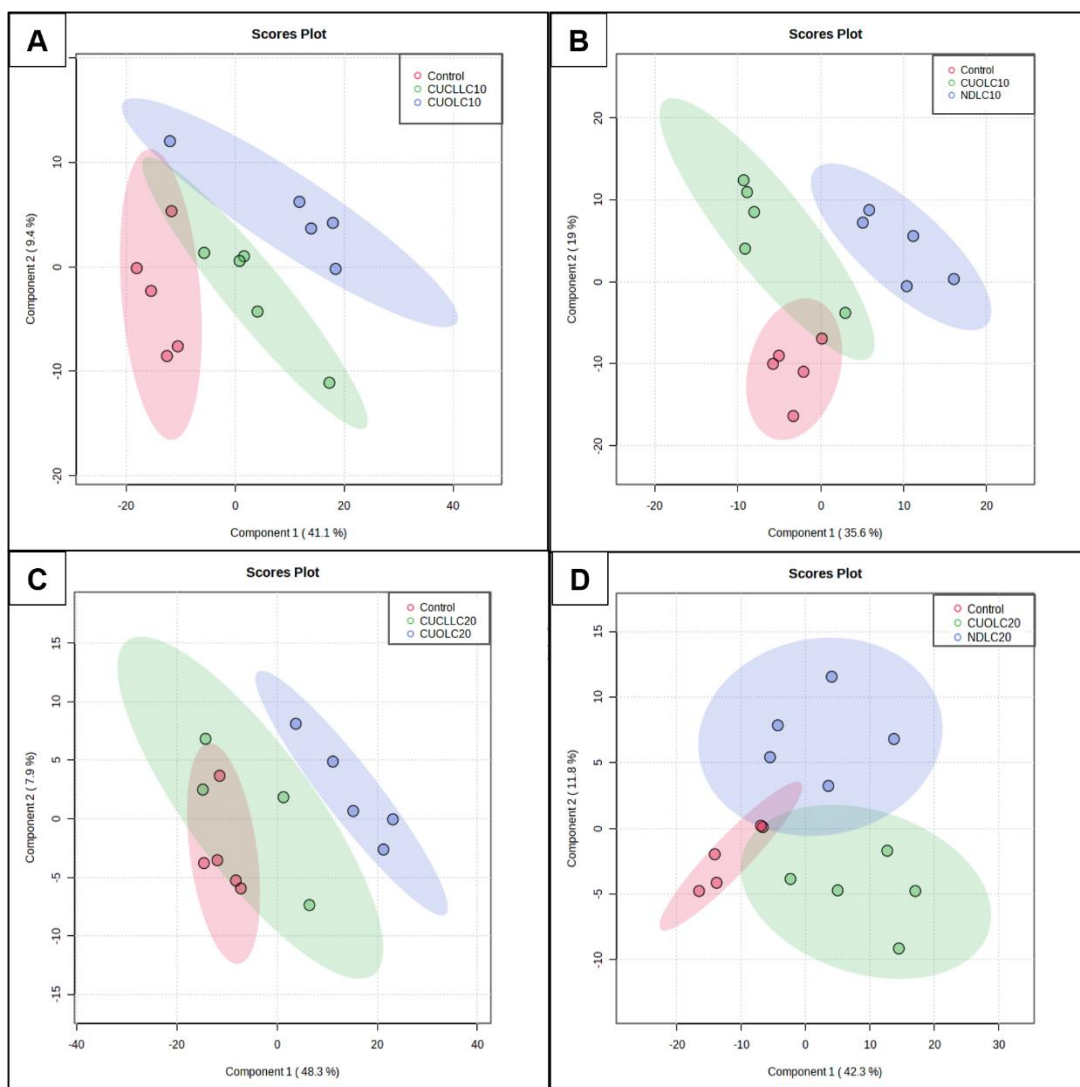 A
Scores Plot
Control
CUCLLC10
CUOLC10
Component 2 ( 9.4 %)
10
0
-10
-20
-20
0
20
40
Component 1 ( 41.1 %)
B
Scores Plot
Control
CUOLC10
NDLC10
Component 2 ( 19 %)
20
10
0
-10
-20
-20
-10
0
10
20
Component 1 ( 35.6 %)
C
Scores Plot
Control
CUCLLC20
CUOLC20
Component 2 ( 7.9 %)
15
10
5
0
-5
-10
-15
-40
-20
0
20
40
Component 1 ( 48.3 %)
D
Scores Plot
Control
CUOLC20
NDLC20
Component 2 ( 11.8 %)
15
10
5
0
-5
-10
-20
-10
0
10
20
30
Component 1 ( 42.3 %)